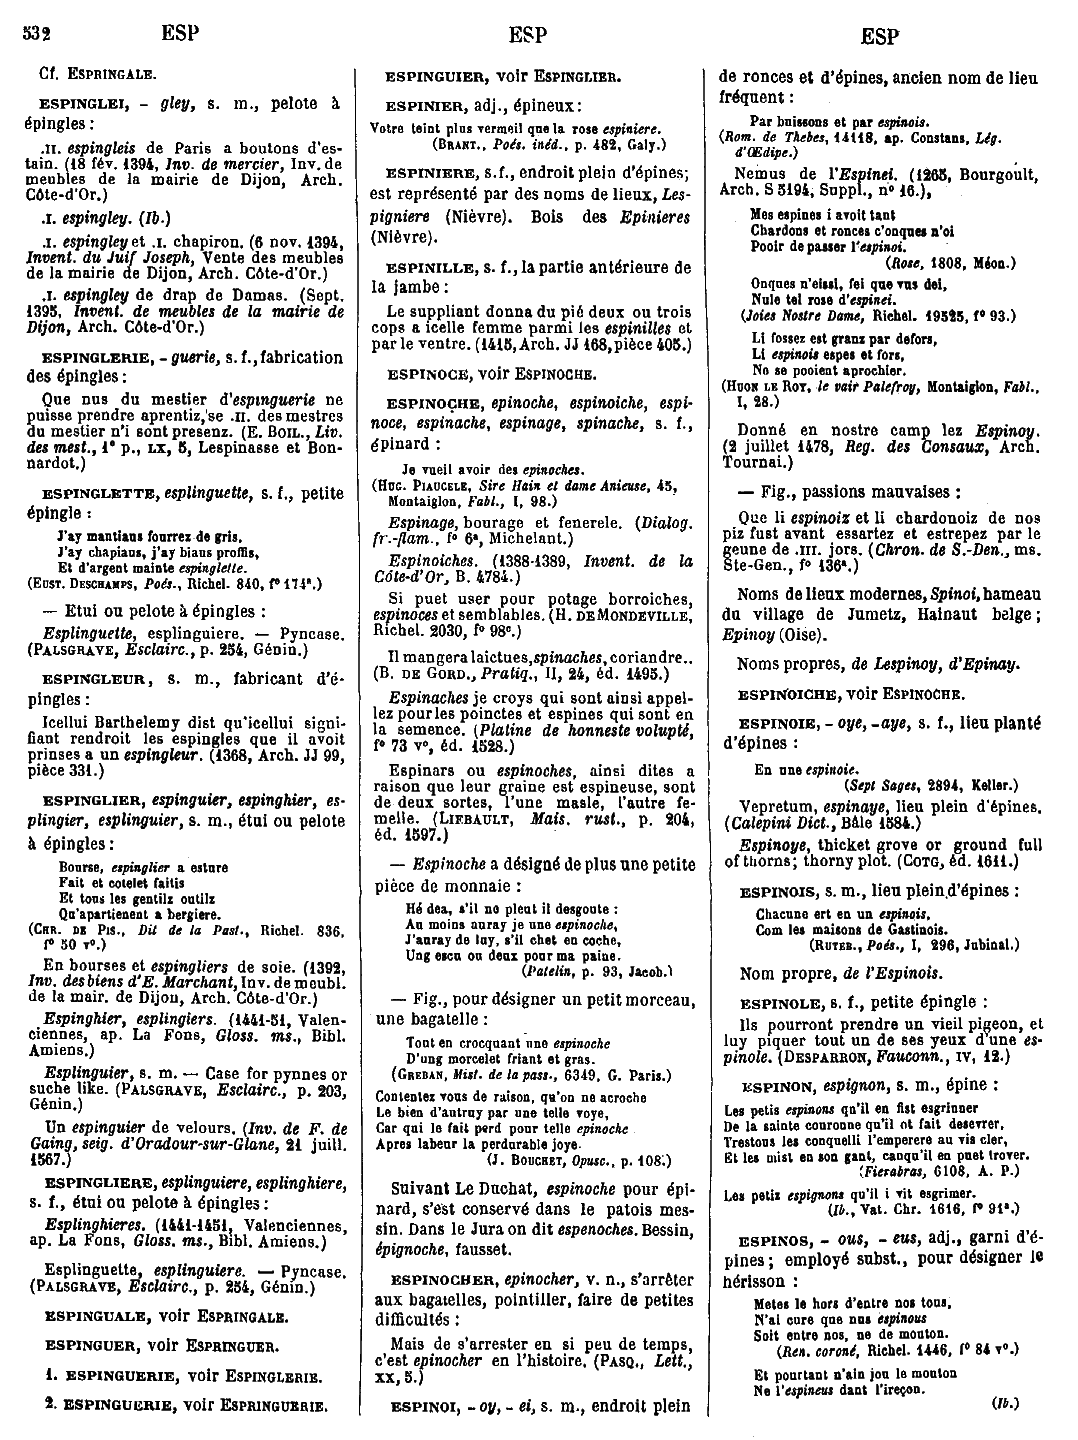 532 ESP ESP ESP
Cf. ESPRINGALE.
ESPINGLEI, - gley, s. m., pelote à
épingles :
.II. espingleis de Paris a boutons d'es-
tain. (18 fév. 1394, Inv. de mercier, Inv. de
meubles de la mairie de Dijon, Arch.
Côte-d'Or.)
.I. espingley. (Ib.)
.I. espingley et .I. chapiron. (6 nov. 1394,
Invent. du Juif Joseph, Vente des meubles
de la mairie de Dijon, Arch. Côte-d'Or.)
.I. espingley de drap de Damas. (Sept.
1395, Invent. de meubles de la mairie de
Dijon, Arch. Côte-d'Or.)
ESPINGLERIE, - guerie, s. f., fabrication
des épingles :
Que nus du mestier d'espinguerie ne
puisse prendre aprentiz, se .II. des mestres
du mestier n'i sont presenz. (E. BOIL., Liv.
des mest., 1° p., LX, 5, Lespinasse et Bon-
nardot.)
ESPINGLETTE, esplinguette, s. f., petite
épingle :
J'ay mantiaus fourrez de gris,
J'ay chapiaus, j'ay biaus proffis,
Et d'argent mainte espinglette.
(EUST. DESCHAMPS, Poés., Richel. 840, f° 174ª.)
— Etui ou pelote à épingles :
Esplinguette, esplinguiere. — Pyncase.
(PALSGRAVE, Esclairc., p. 254, Génin.)
ESPINGLEUR, s. m., fabricant d'é-
pingles :
Icellui Barthelemy dist qu'icellui signi-
fiant rendroit les espingles que il avoit
prinses a un espingleur. (1368, Arch. JJ 99,
pièce 331.)
ESPINGLIER, espinguier, espinghier, es-
plingier, esplinguier, s. m., étui ou pelote
à épingles :
Bourse, espinglier a esture
Fait et cotelet faitis
Et tous les gentilz outilz
Qu'apartienent a bergiere.
(CHR. DE PIS., Dit de la Past., Richel. 836,
f° 50 v°.)
En bourses et espingliers de soie. (1392,
Inv. des biens d'E. Marchant, Inv. de meubl.
de la mair. de Dijon, Arch. Côte-d'Or.)
Espinghier, esplingiers. (1441-51, Valen-
ciennes, ap. La Fons, Gloss. ms., Bibl.
Amiens.)
Esplinguier, s. m. — Case for pynnes or
suche like. (PALSGRAVE, Esclairc., p. 203,
Génin.)
Un espinguier de velours. (Inv. de F. de
Gaing, seig. d'Oradour-sur-Glane, 21 juill.
1567.)
ESPINGLIERE, esplinguiere, esplinghiere,
s. f., étui ou pelote à épingles :
Esplinghieres. (1441-1451, Valenciennes,
ap. La Fons, Gloss. ms., Bibl. Amiens.)
Esplinguette, esplinguiere. — Pyncase.
(PALSGRAVE, Esclairc., p. 254, Génin.)
ESPINGUALE, voir ESPRINGALE.
ESPINGUER, voir ESPRINGUER.
1. ESPINGUERIE, voir ESPINGLERIE.
2. ESPINGUERIE, voir ESPRINGUERIE.
ESPINGUIER, voir ESPINGLIER.
ESPINIER, adj., épineux :
Votre teint plus vermeil que la rose espiniere.
(BRANT., Poés. inéd., p. 482, Galy.)
ESPINIERE, s. f., endroit plein d'épines;
est représenté par des noms de lieux, Les-
pigniere (Nièvre). Bois des Epinieres
(Nièvre).
ESPINILLE, s. f., la partie antérieure de
la jambe :
Le suppliant donna du pié deux ou trois
cops a icelle femme parmi les espinilles et
par le ventre. (1415, Arch. JJ 168, pièce 405.)
ESPINOCE, voir ESPINOCHE.
ESPINOCHE, epinoche, espinoiche, espi-
noce, espinache, espinage, spinache, s. f.,
épinard :
Je vueil avoir des epinoches.
(HUG. PIAUCELE, Sire Hain et dame Anieuse, 45,
Montaiglon, Fabl., I, 98.)
Espinage, bourage et fenerele. (Dialog.
fr.-flam., f° 6ª, Michelant.)
Espinoiches. (1388-1389, Invent. de la
Côte-d'Or, B. 4784.)
Si puet user pour potage borroiches,
espinoces et semblables. (H. DE MONDEVILLE,
Richel. 2030, f° 98ᶜ.)
Il mangera laictues, spinaches, coriandre..
(B. DE GORD., Pratiq., II, 24, éd. 1495.)
Espinaches je croys qui sont ainsi appel-
lez pour les poinctes et espines qui sont en
la semence. (Platine de honneste volupté,
f° 73 v°, éd. 1528.)
Espinars ou espinoches, ainsi dites a
raison que leur graine est espineuse, sont
de deux sortes, l'une masle, l'autre fe-
melle. (LIEBAULT, Mais. rust., p. 204,
éd. 1597.)
— Espinoche a désigné de plus une petite
pièce de monnaie :
Hé dea, s'il ne pleut il desgoute :
Au moins auray je une espinoche,
J'auray de luy, s'il chet en coche,
Ung escu ou deux pour ma paine.
(Patelin, p. 93, Jacob.)
— Fig., pour désigner un petit morceau,
une bagatelle :
Tout en crocquant une espinoche
D'ung morcelet friant et gras.
(GREBAN, Mist. de la pass., 6349, G. Paris.)
Contentez vous de raison, qu'on ne acroche
Le bien d'autruy par une telle voye,
Car qui le fait perd pour telle epinoche
Apres labeur la perdurable joye.
(J. BOUCHET, Opusc., p. 108.)
Suivant Le Duchat, espinoche pour épi-
nard, s'est conservé dans le patois mes-
sin. Dans le Jura on dit espenoches. Bessin,
épignoche, fausset.
ESPINOCHER, epinocher, v. n., s'arrêter
aux bagatelles, pointiller, faire de petites
difficultés :
Mais de s'arrester en si peu de temps,
c'est epinocher en l'histoire. (PASQ., Lett.,
XX, 5.)
ESPINOI, - oy, - ei, s. m., endroit plein
de ronces et d'épines, ancien nom de lieu
fréquent :
Par buissons et par espinois.
(Rom. de Thebes, 14118, ap. Constans, Lég.
d'Œdipe.)
Nemus de l'Espinei. (1265, Bourgoult,
Arch. S 5194, Suppl., n° 16.),
Mes espines i avoit tant
Chardons et ronces c'onques n'oi
Pooir de passer l'espinoi.
(Rose, 1808, Méon.)
Onques n'eissi, fei que vus dei,
Nule tel rose d'espinei.
(Joies Nostre Dame, Richel. 19525, f° 93.)
Li fossez est granz par defors,
Li espinois espes et fors,
No se pooient aprochier.
(HUON LE ROY, le vair Palefroy, Montaiglon, Fabl.,
I, 28.)
Donné en nostre camp lez Espinoy.
(2 juillet 1478, Reg. des Consaux, Arch.
Tournai.)
— Fig., passions mauvaises :
Que li espinoiz et li chardonoiz de nos
piz fust avant essartez et estrepez par le
geune de .III. jors. (Chron. de S.-Den., ms.
Ste-Gen., f° 136ª.)
Noms de lieux modernes, Spinoi, hameau
du village de Jumetz, Hainaut belge ;
Epinoy (Oise).
Noms propres, de Lespinoy, d'Epinay.
ESPINOICHE, voir ESPINOCHE.
ESPINOIE, - oye, -aye, s. f., lieu planté
d'épines :
En une espinoie.
(Sept Sages, 2894, Keller.)
Vepretum, espinaye, lieu plein d'épines.
(Calepini Dict., Bâle 1584.)
Espinoye, thicket grove or ground full
of thorns; thorny plot. (COTG, éd. 1611.)
ESPINOIS, s. m., lieu plein d'épines :
Chacune ert en un espinois,
Com les maisons de Gastinois.
(RUTEB., Poés., I, 296, Jubinal.)
Nom propre, de l'Espinois.
ESPINOLE, s. f., petite épingle :
Ils pourront prendre un vieil pigeon, et
luy piquer tout un de ses yeux d'une es-
pinole. (DESPARRON, Fauconn., IV, 12.)
ESPINON, espignon, s. m., épine :
Les petis espinons qu'il en fist esgrinner
De la sainte couronne qu'il ot fait desevrer,
Trestous les conquelli l'emperere au vis cler,
Et les mist en son gant, canqu'il en puet trover.
(Fierabras, 6108, A. P.)
Les petiz espignons qu'il i vit esgrimer.
(Ib., Vat. Chr. 1616, f° 91ª.)
ESPINOS, - ous, - eus, adj., garni d'é-
pines ; employé subst., pour désigner le
hérisson :
Metes le hors d'entre nos tous,
N'ai cure que nus espinous
Soit entre nos, ne de mouton.
(Ren. coroné, Richel. 1446, f° 84 v°.)
Et pourtant n'ain jou le mouton
Ne l'espineus dant l'ireçon.
(Ib.)